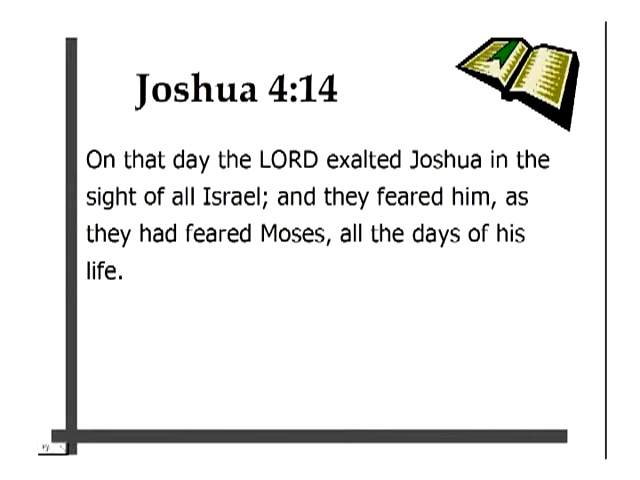 Joshua 4:14
On that day the LORD exalted Joshua in the
sight of all Israel; and they feared him, as
they had feared Moses, all the days of his
life.